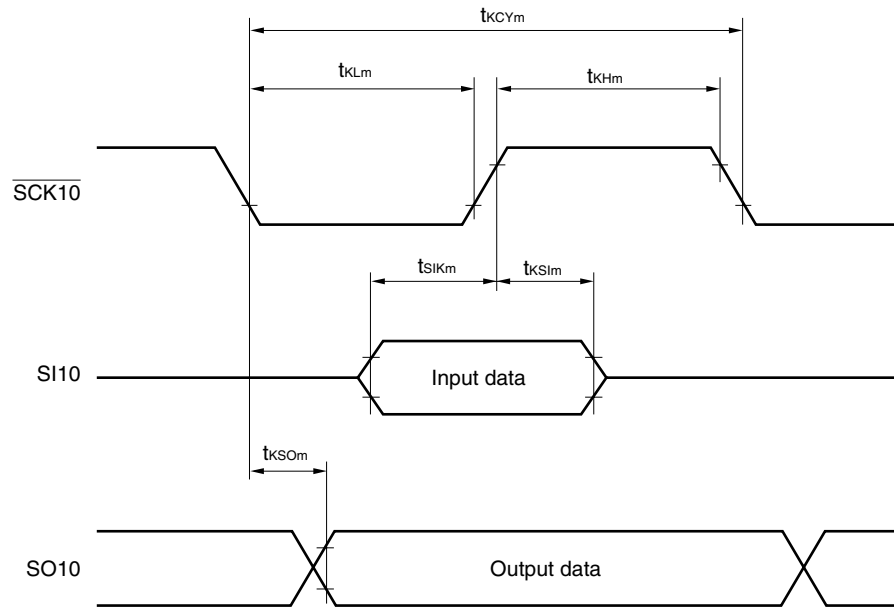 tKCYm
tKLm
tKHm
SCK10
tSIKm
tKSIm
SI10
Input data
tKSOm
SO10
Output data